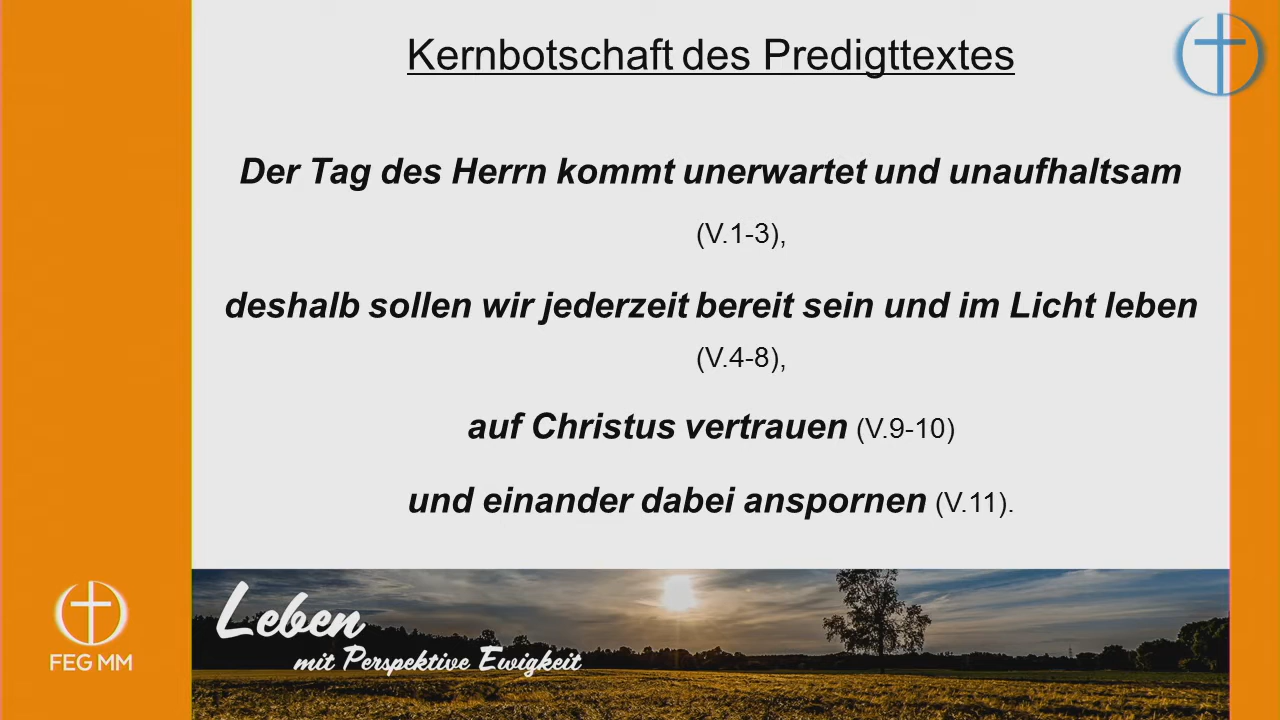 Kernbotschaft des Predigttextes
Der Tag des Herrn kommt unerwartet und unaufhaltsam
(V.1-3),
deshalb sollen wir jederzeit bereit sein und im Licht leben
(V.4-8),
auf Christus vertrauen (V.9-10)
und einander dabei anspornen (V.11).
Leben
mit Perspektive Ewigkeit
FEG MM